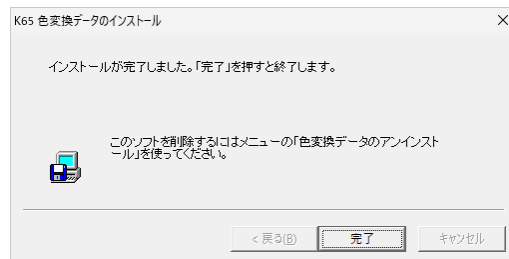 K65 色変換データのインストール
インストールが完了しました。「完了」を押すと終了します。
このソフトを削除するにはメニューの「色変換データのアンインスト
ール」を使ってください。
< 戻る(B)
完了
キャンセル